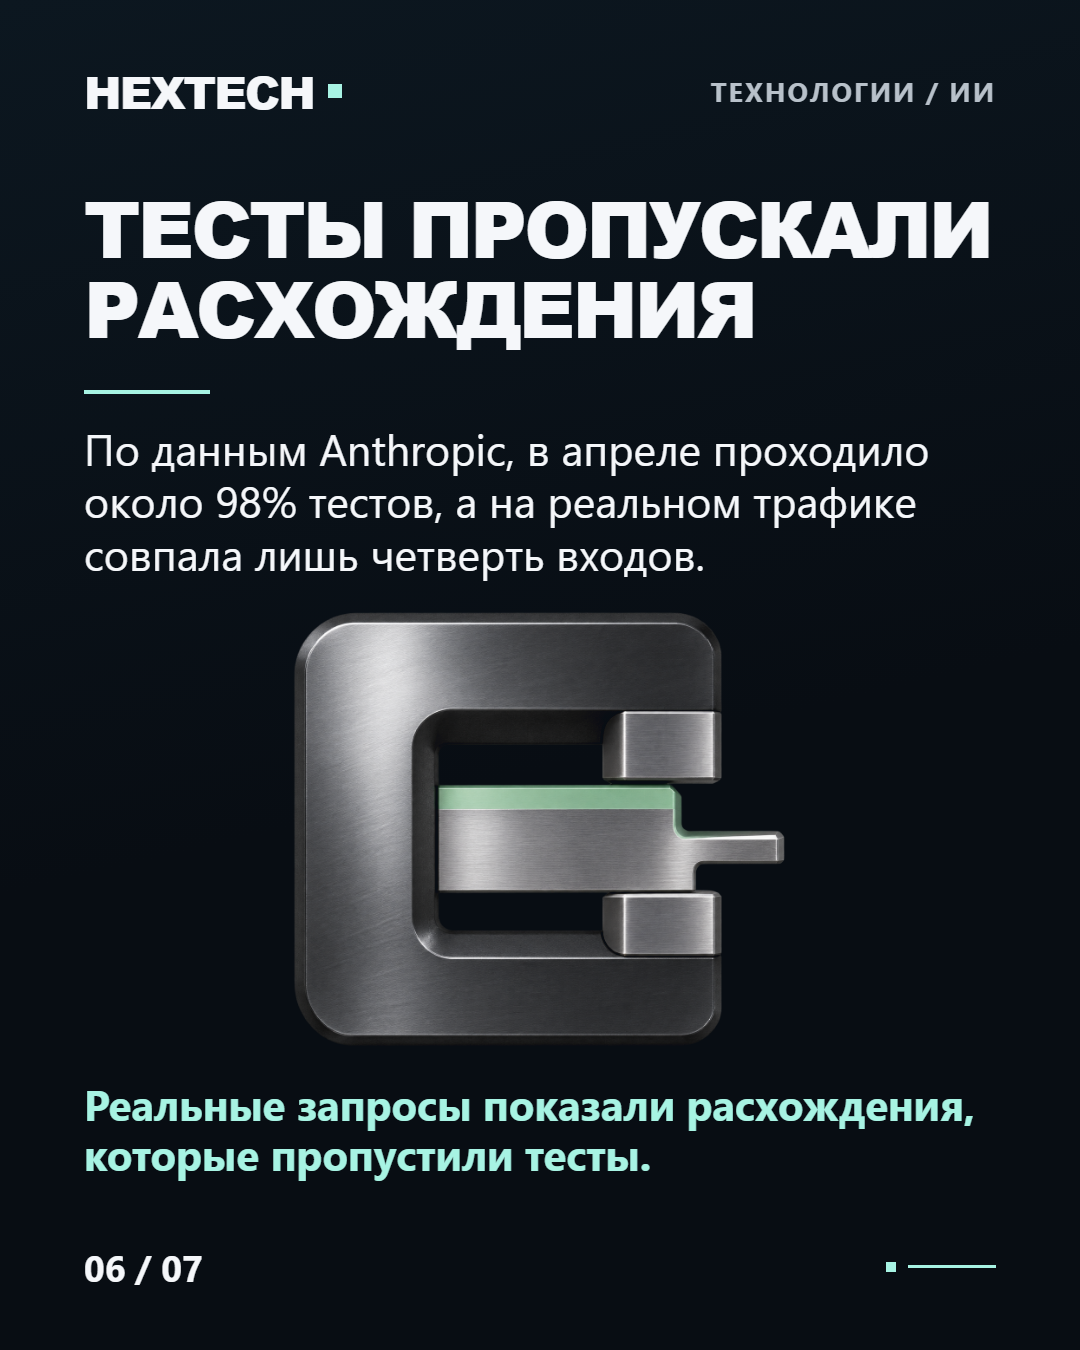 HEXTECH
ТЕХНОЛОГИИ / ИИ
ТЕСТЫ ПРОПУСКАЛИ
РАСХОЖДЕНИЯ
По данным Anthropic, в апреле проходило
около 98% тестов, а на реальном трафике
совпала лишь четверть входов.
Реальные запросы показали расхождения,
которые пропустили тесты.
06 / 07